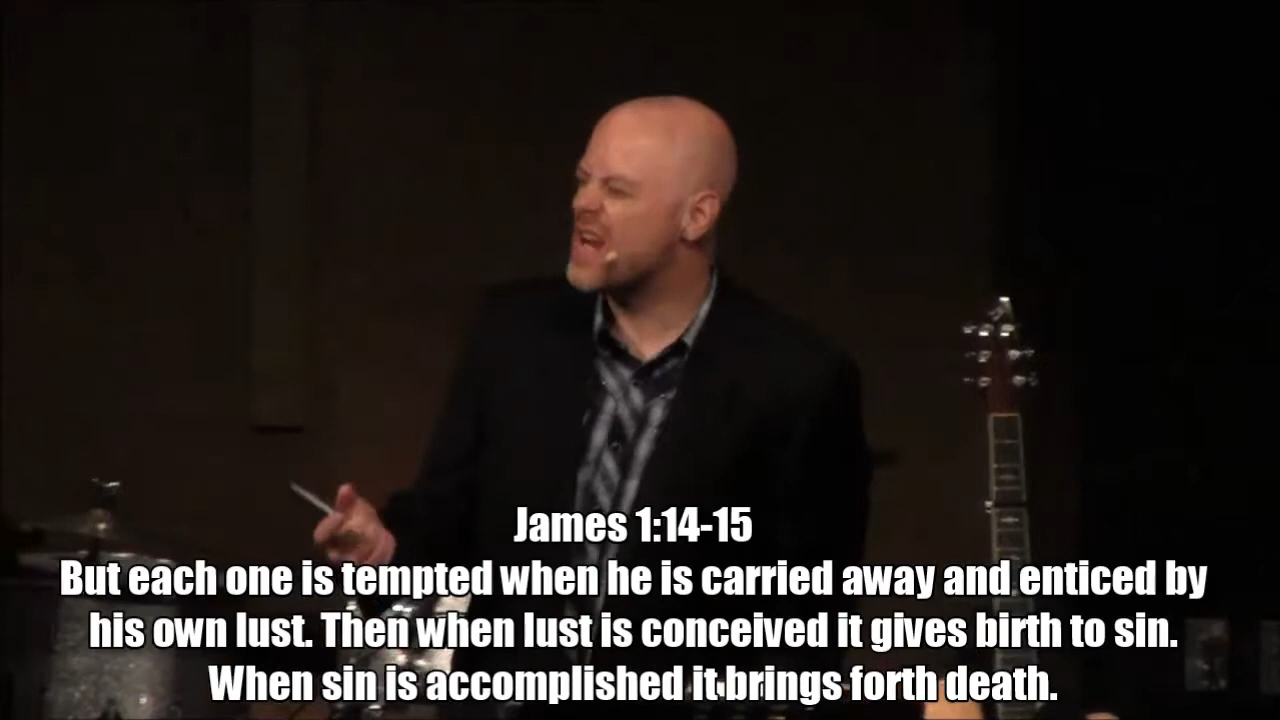 James 1:14-15
But each one is tempted when he is carried away and enticed by
his own lust. Then when lust is conceived it gives birth to sin.
When sin is accomplished it brings forth death.